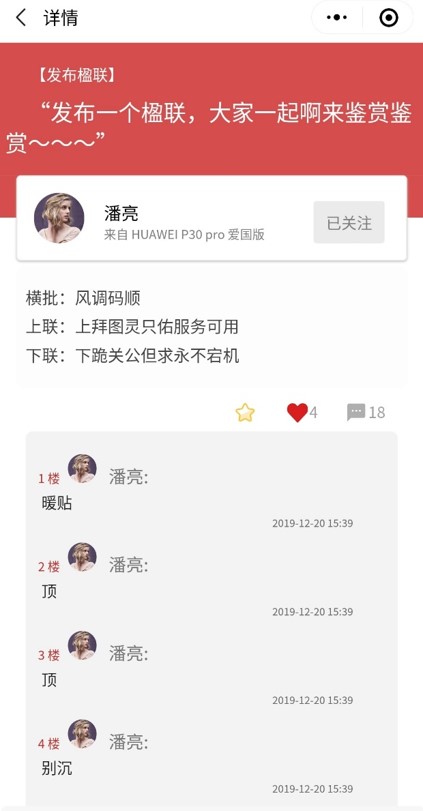 详情
【发布楹联】
“发布一个楹联，大家一起啊来鉴赏鉴
赏～～～”
潘亮
来自 HUAWEI P30 pro 爱国版
已关注
横批：风调码顺
上联：上拜图灵只佑服务可用
下联：下跪关公但求永不宕机
4
18
1 楼
潘亮:
暖贴
2019-12-20 15:39
2 楼
潘亮:
顶
2019-12-20 15:39
3 楼
潘亮:
顶
2019-12-20 15:39
4 楼
潘亮:
别沉
2019-12-20 15:39